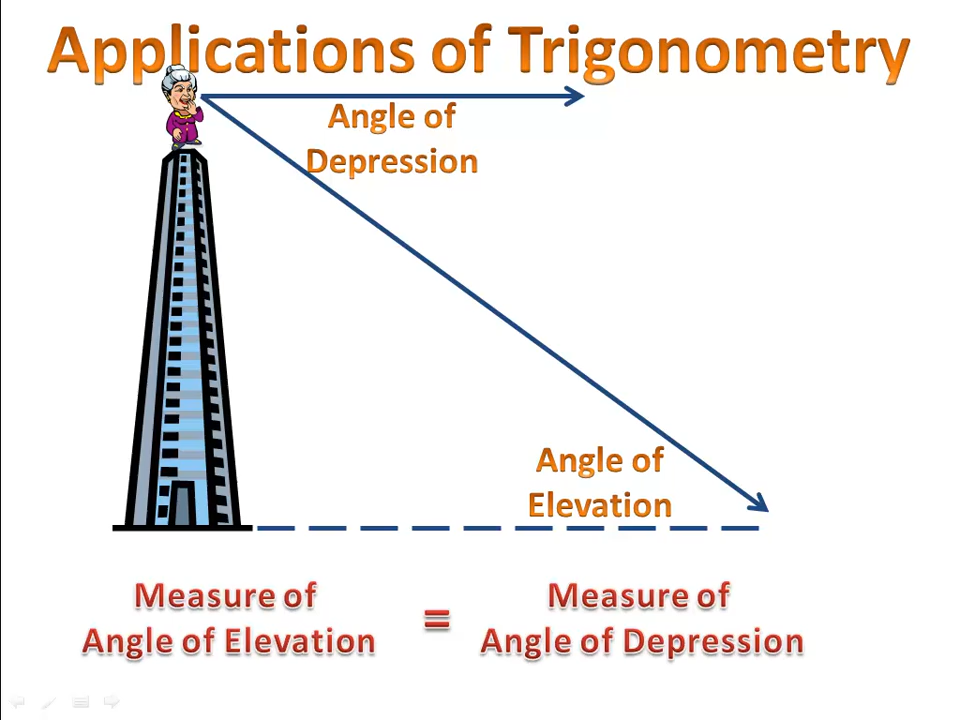 Applications of Trigonometry
Angle of
Depression
Angle of
Elevation
Measure of
Angle of Elevation
=
Measure of
Angle of Depression